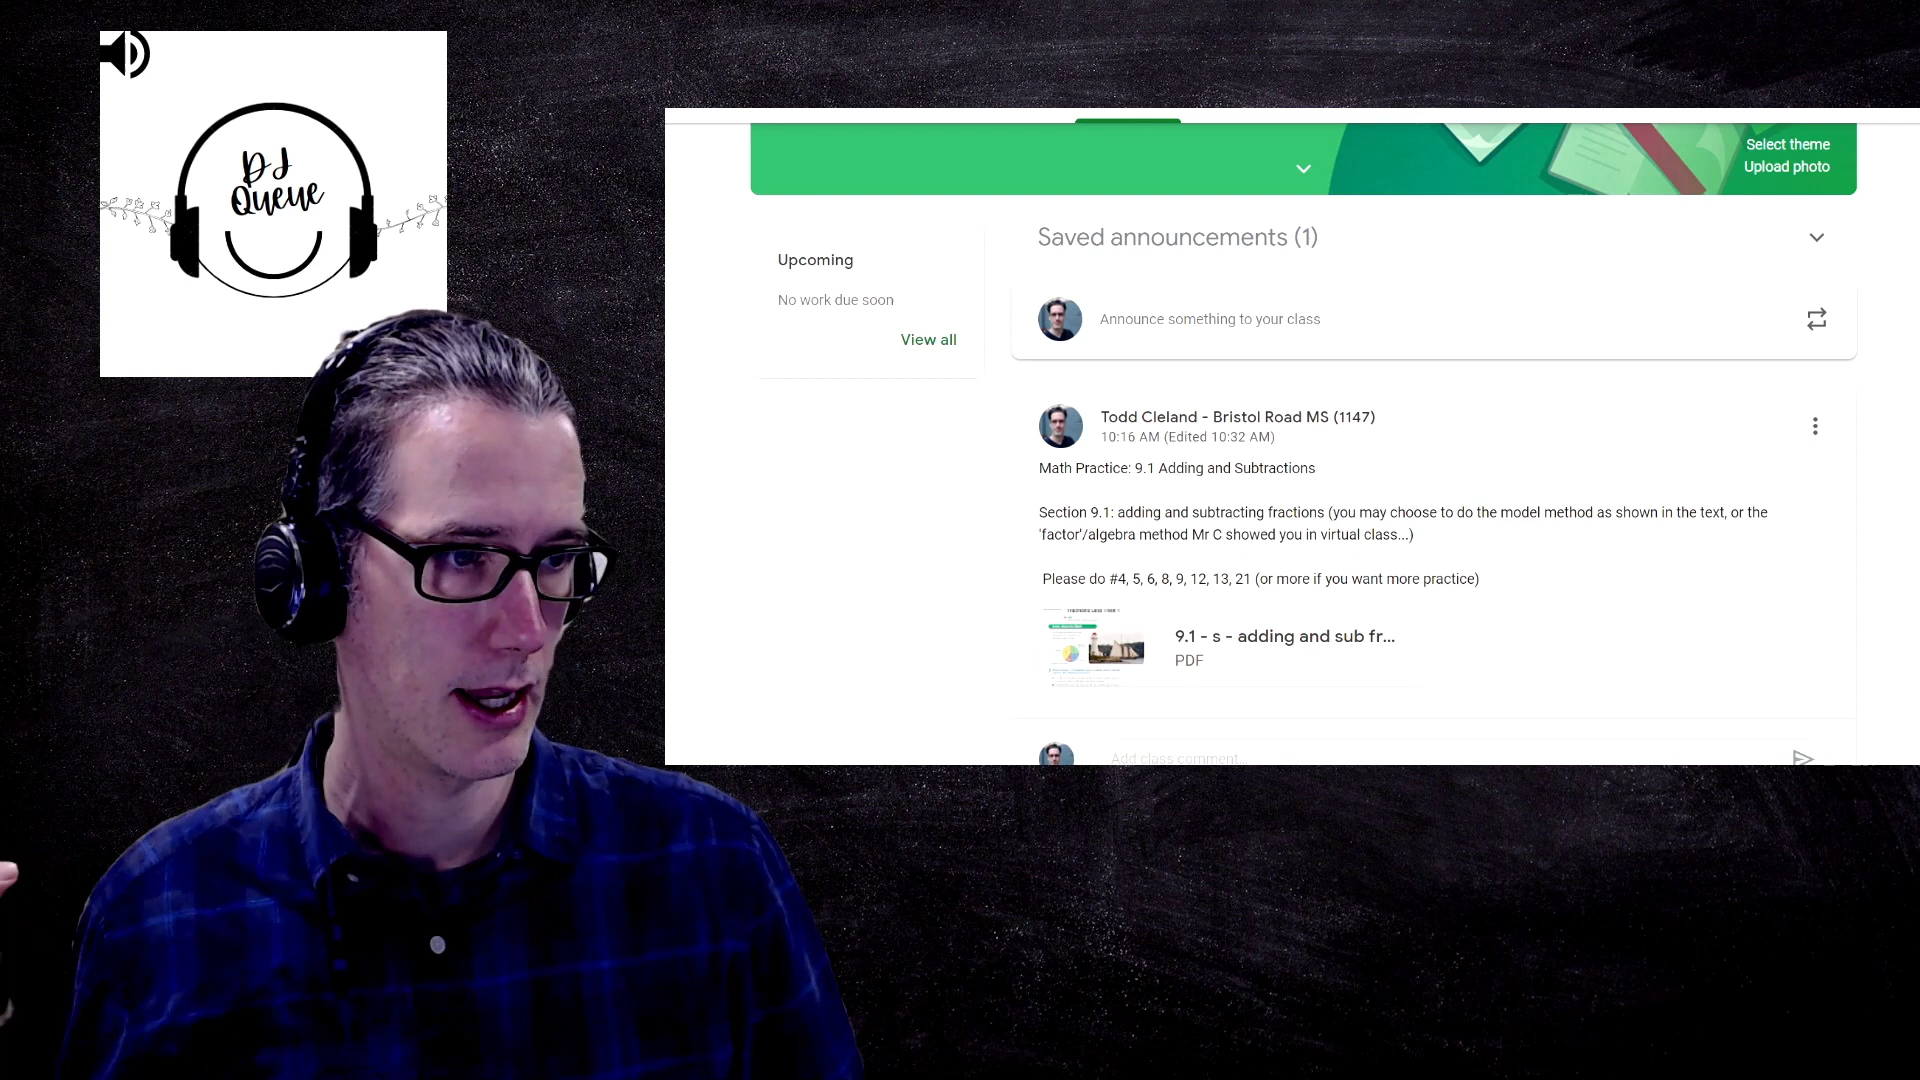 DJ
Queue
Select theme
Upload photo
Saved announcements (1)
Upcoming
No work due soon
View all
Announce something to your class
Todd Cleland - Bristol Road MS (1147)
10:16 AM (Edited 10:32 AM)
Math Practice: 9.1 Adding and Subtractions
Section 9.1: adding and subtracting fractions (you may choose to do the model method as shown in the text, or the
'factor'/algebra method Mr C showed you in virtual class...)
Please do #4, 5, 6, 8, 9, 12, 13, 21 (or more if you want more practice)
9.1 - s - adding and sub fr...
PDF
Add class comment...